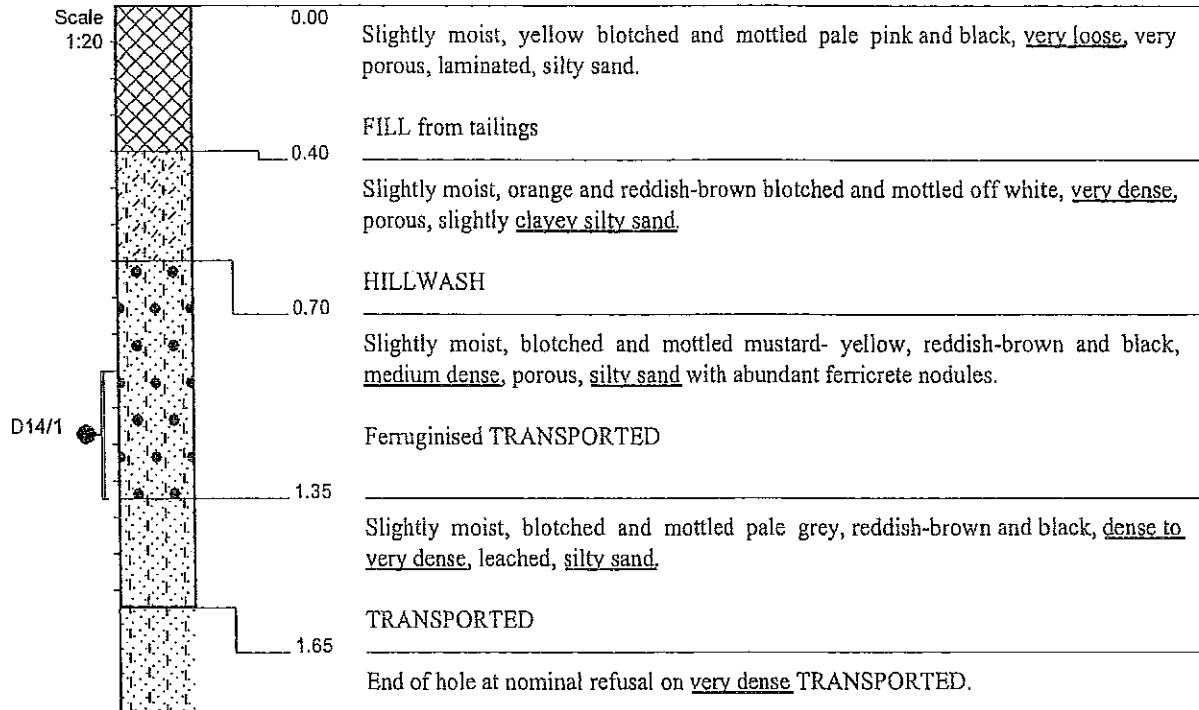 Scale
1:20
0.00
Slightly moist, yellow blotched and mottled pale pink and black, very loose, very
porous, laminated, silty sand.
FILL from tailings
0.40
Slightly moist, orange and reddish-brown blotched and mottled off white, very dense,
porous, slightly clayey silty sand.
HILLWASH
0.70
Slightly moist, blotched and mottled mustard- yellow, reddish-brown and black,
medium dense, porous, silty sand with abundant ferricrete nodules.
D14/1
Ferruginised TRANSPORTED
1.35
Slightly moist, blotched and mottled pale grey, reddish-brown and black, dense to
very dense, leached, silty sand.
TRANSPORTED
1.65
End of hole at nominal refusal on very dense TRANSPORTED.